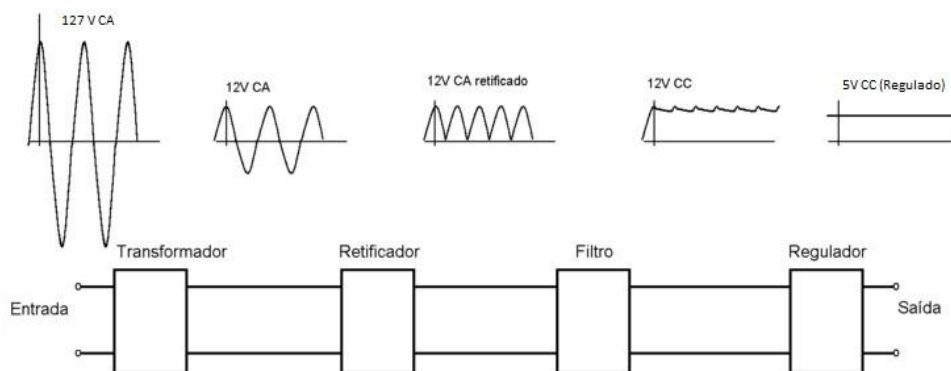 127 V CA
12V CA
12V CA retificado
12V CC
5V CC (Regulado)
Transformador
Retificador
Filtro
Regulador
Entrada
Saída